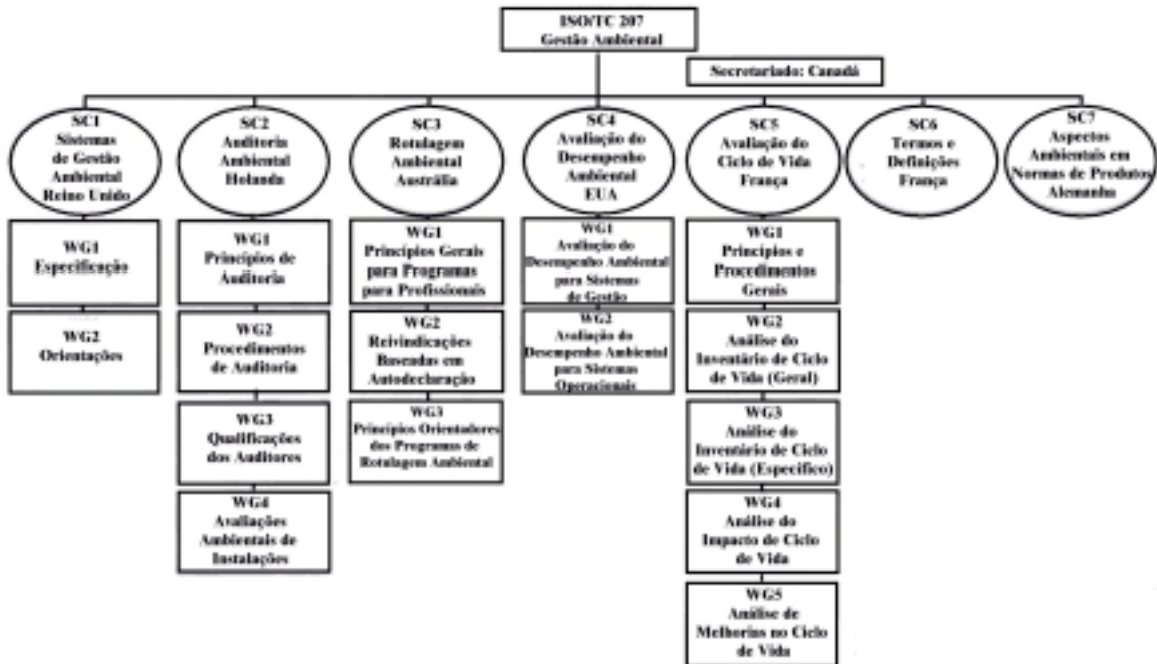 ISO/TC 207
Gestão Ambiental
Secretariado: Canadá
SC1
Sistemas
de Gestão
Ambiental
Reino Unido
SC2
Auditoria
Ambiental
Holanda
SC3
Rotulagem
Ambiental
Austrália
SC4
Avaliação do
Desempenho
Ambiental
EUA
SC5
Avaliação do
Ciclo de Vida
França
SC6
Termos e
Definições
França
SC7
Aspectos
Ambientais em
Normas de Produtos
Alemanha
WG1
Especificação
WG2
Orientações
WG1
Princípios de
Auditoria
WG2
Procedimentos
de Auditoria
WG3
Qualificações
dos Auditores
WG4
Avaliações
Ambientais de
Instalações
WG1
Princípios Gerais
para Programas
para Profissionais
WG2
Reivindicações
Baseadas em
Autodeclaração
WG3
Princípios Orientadores
dos Programas de
Rotulagem Ambiental
WG1
Avaliação do
Desempenho Ambiental
para Sistemas
de Gestão
WG2
Avaliação do
Desempenho Ambiental
para Sistemas
Operacionais
WG1
Princípios e
Procedimentos
Gerais
WG2
Análise do
Inventário de Ciclo
de Vida (Geral)
WG3
Análise do
Inventário de Ciclo
de Vida (Específico)
WG4
Análise do
Impacto de Ciclo
de Vida
WG5
Análise de
Melhorias no Ciclo
de Vida